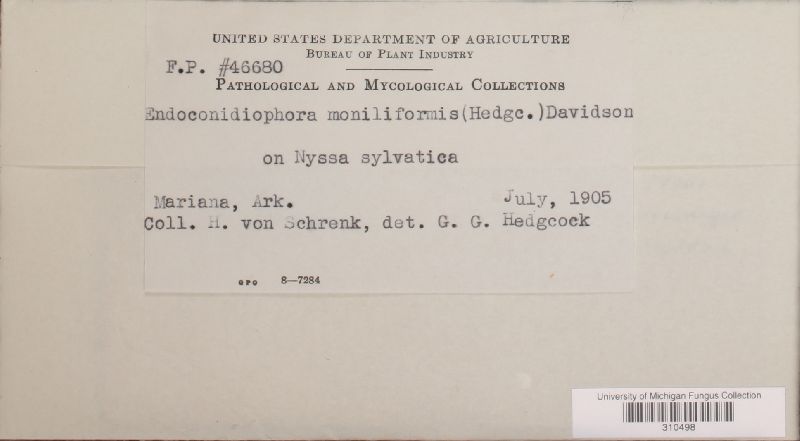 UNITED STATES DEPARTMENT OF AGRICULTURE
BUREAU OF PLANT INDUSTRY
F.P. #46680
PATHOLOGICAL AND MYCOLOGICAL COLLECTIONS
Endoconidiophora moniliformis(Hedgc.)Davidson
on Nyssa sylvatica
Mariana, Ark. July, 1905
Coll. H. von Schrenk, det. G. G. Hedgcock
GPO 8—7284
University of Michigan Fungus Collection
310498